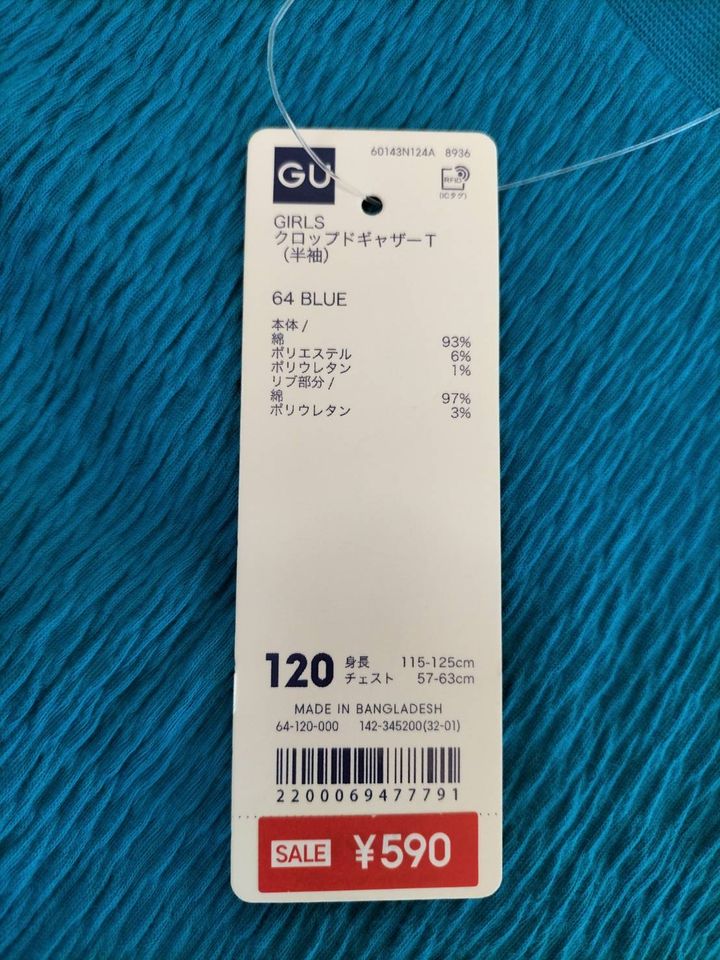 GU
60143N124A 8936
RFID
(ICタグ)
GIRLS
クロップドギャザーT
(半袖)
64 BLUE
本体 /
綿 93%
ポリエステル 6%
ポリウレタン 1%
リブ部分 /
綿 97%
ポリウレタン 3%
120 身長 115-125cm
チェスト 57-63cm
MADE IN BANGLADESH
64-120-000 142-345200(32-01)
2200069477791
SALE ¥590